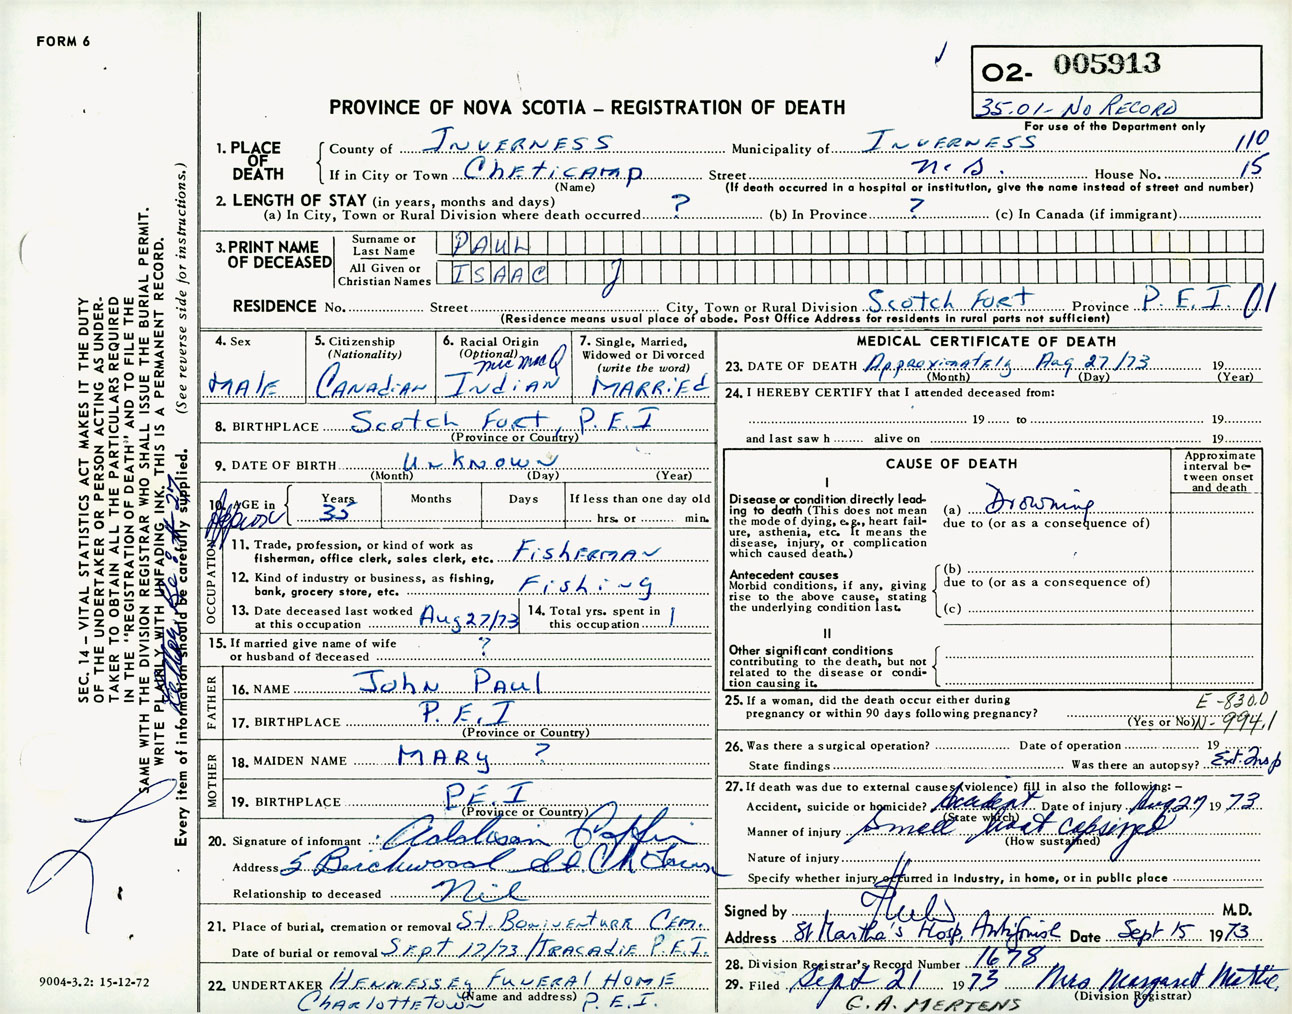 FORM 6
O2- 005913
35.01 - NO RECORD
For use of the Department only
PROVINCE OF NOVA SCOTIA – REGISTRATION OF DEATH
1. PLACE OF DEATH
County of INVERNESS Municipality of INVERNESS 110
If in City or Town CHETICAMP Street N.S. House No. 15
(Name) (If death occurred in a hospital or institution, give the name instead of street and number)
2. LENGTH OF STAY (in years, months and days)
(a) In City, Town or Rural Division where death occurred ? (b) In Province ? (c) In Canada (if immigrant)
3. PRINT NAME OF DECEASED
Surname or Last Name PAUL
All Given or Christian Names ISAAC J
RESIDENCE No. Street City, Town or Rural Division Scotch Fort Province P.E.I. 01
(Residence means usual place of abode. Post Office Address for residents in rural parts not sufficient)
4. Sex MALE
5. Citizenship (Nationality) CANADIAN
6. Racial Origin (Optional) Mic Mac Indian
7. Single, Married, Widowed or Divorced (write the word) MARRIED
8. BIRTHPLACE Scotch Fort, P.E.I
(Province or Country)
9. DATE OF BIRTH UNKNOWN
(Month) (Day) (Year)
10. AGE in Approx Years 35 Months Days If less than one day old hrs. or min.
OCCUPATION
11. Trade, profession, or kind of work as fisherman, office clerk, sales clerk, etc. FISHERMAN
12. Kind of industry or business, as fishing, bank, grocery store, etc. Fishing
13. Date deceased last worked at this occupation Aug 27/73
14. Total yrs. spent in this occupation 1
15. If married give name of wife or husband of deceased ?
FATHER
16. NAME John Paul
17. BIRTHPLACE P.E.I
(Province or Country)
MOTHER
18. MAIDEN NAME MARY ?
19. BIRTHPLACE P.E.I
(Province or Country)
20. Signature of informant
Address 5 Beechwood St.
Relationship to deceased Nil
21. Place of burial, cremation or removal St. Bonaventure Cem.
Date of burial or removal SEPT 12/73 / TRACADIE P.E.I.
22. UNDERTAKER HENNESSEY FUNERAL HOME
(Name and address)
CHARLOTTETOWN P.E.I.
MEDICAL CERTIFICATE OF DEATH
23. DATE OF DEATH Approximately Aug 27/73 19
(Month) (Day) (Year)
24. I HEREBY CERTIFY that I attended deceased from:
19 to 19
and last saw h alive on 19
CAUSE OF DEATH
Approximate interval between onset and death
I
Disease or condition directly leading to death (This does not mean the mode of dying, e.g., heart failure, asthenia, etc. It means the disease, injury, or complication which caused death.)
(a) Drowning
due to (or as a consequence of)
Antecedent causes
Morbid conditions, if any, giving rise to the above cause, stating the underlying condition last.
(b)
due to (or as a consequence of)
(c)
II
Other significant conditions contributing to the death, but not related to the disease or condition causing it.
25. If a woman, did the death occur either during pregnancy or within 90 days following pregnancy?
(Yes or No)
E-830.0
N-994.1
26. Was there a surgical operation? Date of operation 19
State findings Was there an autopsy? Ext. Insp
27. If death was due to external causes (violence) fill in also the following: –
Accident, suicide or homicide? Accident Date of injury Aug 27 1973
(State which)
Manner of injury Small boat capsized
(How sustained)
Nature of injury
Specify whether injury occurred in industry, in home, or in public place
Signed by M.D.
Address St Martha's Hosp, Antigonish Date Sept 15 1973
28. Division Registrar's Record Number 1678
29. Filed Sept 21 1973 Mrs Margaret
(Division Registrar)
C.A. MERTENS
SEC. 14 – VITAL STATISTICS ACT MAKES IT THE DUTY
OF THE UNDERTAKER OR PERSON ACTING AS UNDER-
TAKER TO OBTAIN ALL THE PARTICULARS REQUIRED
IN THE "REGISTRATION OF DEATH" AND TO FILE THE
SAME WITH THE DIVISION REGISTRAR WHO SHALL ISSUE THE BURIAL PERMIT.
WRITE PLAINLY WITH UNFADING INK. THIS IS A PERMANENT RECORD.
Every item of information should be carefully supplied. (See reverse side for instructions.)
9004-3.2: 15-12-72